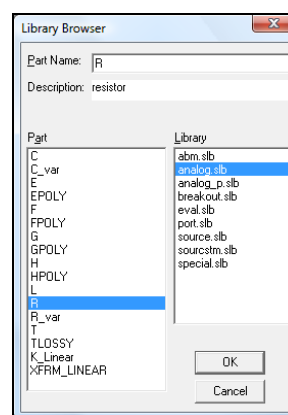 Library Browser
Part Name: R
Description: resistor
Part
C
C_var
E
EPOLY
F
FPOLY
G
GPOLY
H
HPOLY
L
R
R_var
T
TLOSSY
K_Linear
XFRM_LINEAR
Library
abm.slb
analog.slb
analog_p.slb
breakout.slb
eval.slb
port.slb
source.slb
sourcstm.slb
special.slb
OK
Cancel